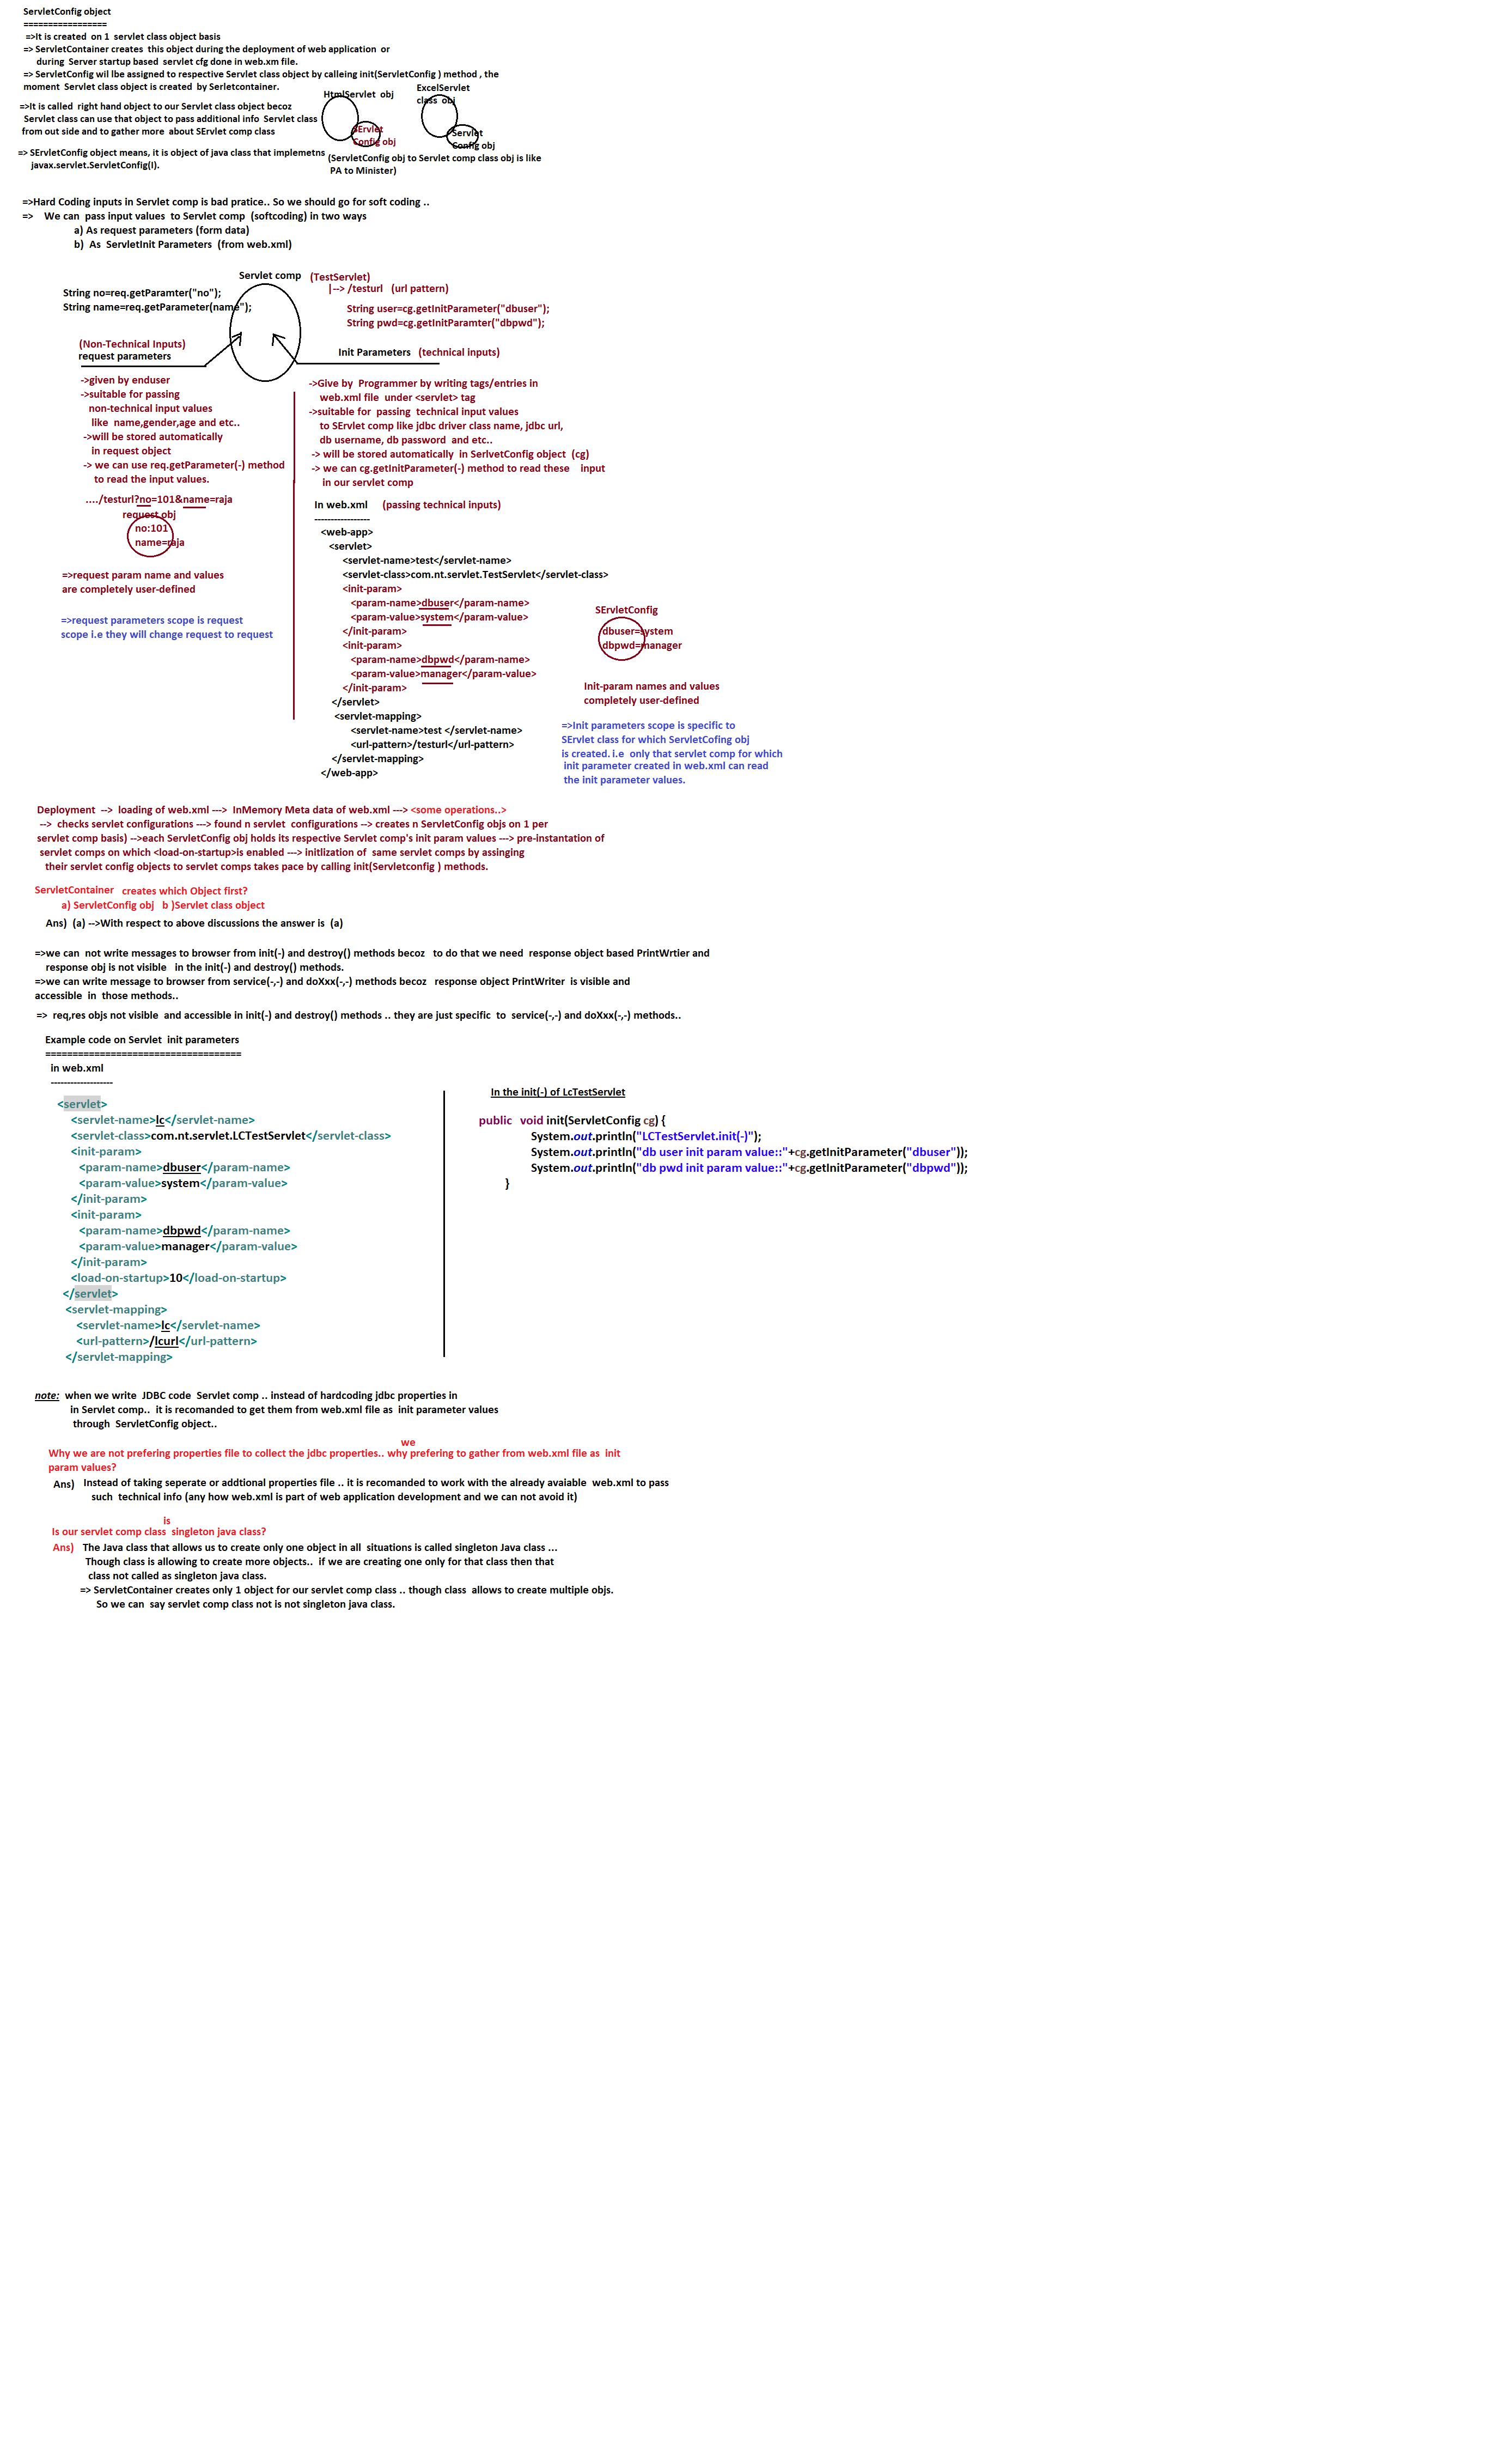 ServletConfig object
=================
=>It is created  on 1  servlet class object basis
=> ServletContainer creates  this object during the deployment of web application  or
during  Server startup based  servlet cfg done in web.xm file.
=> ServletConfig wil lbe assigned to respective Servlet class object by calleing init(ServletConfig ) method , the
moment  Servlet class object is created  by Serletcontainer.
=>It is called  right hand object to our Servlet class object becoz
Servlet class can use that object to pass additional info  Servlet class
from out side and to gather more  about SErvlet comp class
=> SErvletConfig object means, it is object of java class that implemetns
javax.servlet.ServletConfig(I).
HtmlServlet  obj
SErvlet
Config obj
ExcelServlet
class  obj
Servlet
Config obj
(ServletConfig obj to Servlet comp class obj is like
PA to Minister)
=>Hard Coding inputs in Servlet comp is bad pratice.. So we should go for soft coding ..
=>    We can  pass input values  to Servlet comp  (softcoding) in two ways
a) As request parameters (form data)
b)  As  ServletInit Parameters  (from web.xml)
Servlet comp   (TestServlet)
|--> /testurl   (url pattern)
String no=req.getParamter("no");
String name=req.getParameter(name");
String user=cg.getInitParameter("dbuser");
String pwd=cg.getInitParamter("dbpwd");
(Non-Technical Inputs)
request parameters
Init Parameters   (technical inputs)
->given by enduser
->suitable for passing
non-technical input values
like  name,gender,age and etc..
->will be stored automatically
in request object
-> we can use req.getParameter(-) method
to read the input values.
..../testurl?no=101&name=raja
request obj
no:101
name=raja
=>request param name and values
are completely user-defined
=>request parameters scope is request
scope i.e they will change request to request
->Give by  Programmer by writing tags/entries in
web.xml file  under <servlet> tag
->suitable for  passing  technical input values
to SErvlet comp like jdbc driver class name, jdbc url,
db username, db password  and etc..
-> will be stored automatically  in SerlvetConfig object  (cg)
-> we can cg.getInitParameter(-) method to read these    input
in our servlet comp
In web.xml     (passing technical inputs)
-----------------
<web-app>
<servlet>
<servlet-name>test</servlet-name>
<servlet-class>com.nt.servlet.TestServlet</servlet-class>
<init-param>
<param-name>dbuser</param-name>
<param-value>system</param-value>
</init-param>
<init-param>
<param-name>dbpwd</param-name>
<param-value>manager</param-value>
</init-param>
</servlet>
<servlet-mapping>
<servlet-name>test </servlet-name>
<url-pattern>/testurl</url-pattern>
</servlet-mapping>
</web-app>
SErvletConfig
dbuser=system
dbpwd=manager
Init-param names and values
completely user-defined
=>Init parameters scope is specific to
SErvlet class for which ServletCofing obj
is created. i.e  only that servlet comp for which
init parameter created in web.xml can read
the init parameter values.
Deployment  -->  loading of web.xml --->  InMemory Meta data of web.xml ---> <some operations..>
-->  checks servlet configurations ---> found n servlet  configurations --> creates n ServletConfig objs on 1 per
servlet comp basis) -->each ServletConfig obj holds its respective Servlet comp's init param values ---> pre-instantation of
servlet comps on which <load-on-startup>is enabled ---> initlization of  same servlet comps by assinging
their servlet config objects to servlet comps takes pace by calling init(Servletconfig ) methods.
ServletContainer   creates which Object first?
a) ServletConfig obj   b )Servlet class object
Ans)  (a) -->With respect to above discussions the answer is  (a)
=>we can  not write messages to browser from init(-) and destroy() methods becoz   to do that we need  response object based PrintWrtier and
response obj is not visible   in the init(-) and destroy() methods.
=>we can write message to browser from service(-,-) and doXxx(-,-) methods becoz   response object PrintWriter  is visible and
accessible  in  those methods..
=>  req,res objs not visible  and accessible in init(-) and destroy() methods .. they are just specific  to  service(-,-) and doXxx(-,-) methods..
Example code on Servlet  init parameters
====================================
in web.xml
-------------------
<servlet>
<servlet-name>lc</servlet-name>
<servlet-class>com.nt.servlet.LCTestServlet</servlet-class>
<init-param>
<param-name>dbuser</param-name>
<param-value>system</param-value>
</init-param>
<init-param>
<param-name>dbpwd</param-name>
<param-value>manager</param-value>
</init-param>
<load-on-startup>10</load-on-startup>
</servlet>
<servlet-mapping>
<servlet-name>lc</servlet-name>
<url-pattern>/lcurl</url-pattern>
</servlet-mapping>
In the init(-) of LcTestServlet
public  void init(ServletConfig cg) {
System.out.println("LCTestServlet.init(-)");
System.out.println("db user init param value::"+cg.getInitParameter("dbuser"));
System.out.println("db pwd init param value::"+cg.getInitParameter("dbpwd"));
}
note:  when we write  JDBC code  Servlet comp .. instead of hardcoding jdbc properties in
in Servlet comp..  it is recomanded to get them from web.xml file as  init parameter values
through  ServletConfig object..
we
Why we are not prefering properties file to collect the jdbc properties.. why prefering to gather from web.xml file as  init
param values?
Ans)   Instead of taking seperate or addtional properties file .. it is recomanded to work with the already avaiable  web.xml to pass
such  technical info (any how web.xml is part of web application development and we can not avoid it)
is
Is our servlet comp class  singleton java class?
Ans)   The Java class that allows us to create only one object in all  situations is called singleton Java class ...
Though class is allowing to create more objects..  if we are creating one only for that class then that
class not called as singleton java class.
=> ServletContainer creates only 1 object for our servlet comp class .. though class  allows to create multiple objs.
So we can  say servlet comp class not is not singleton java class.